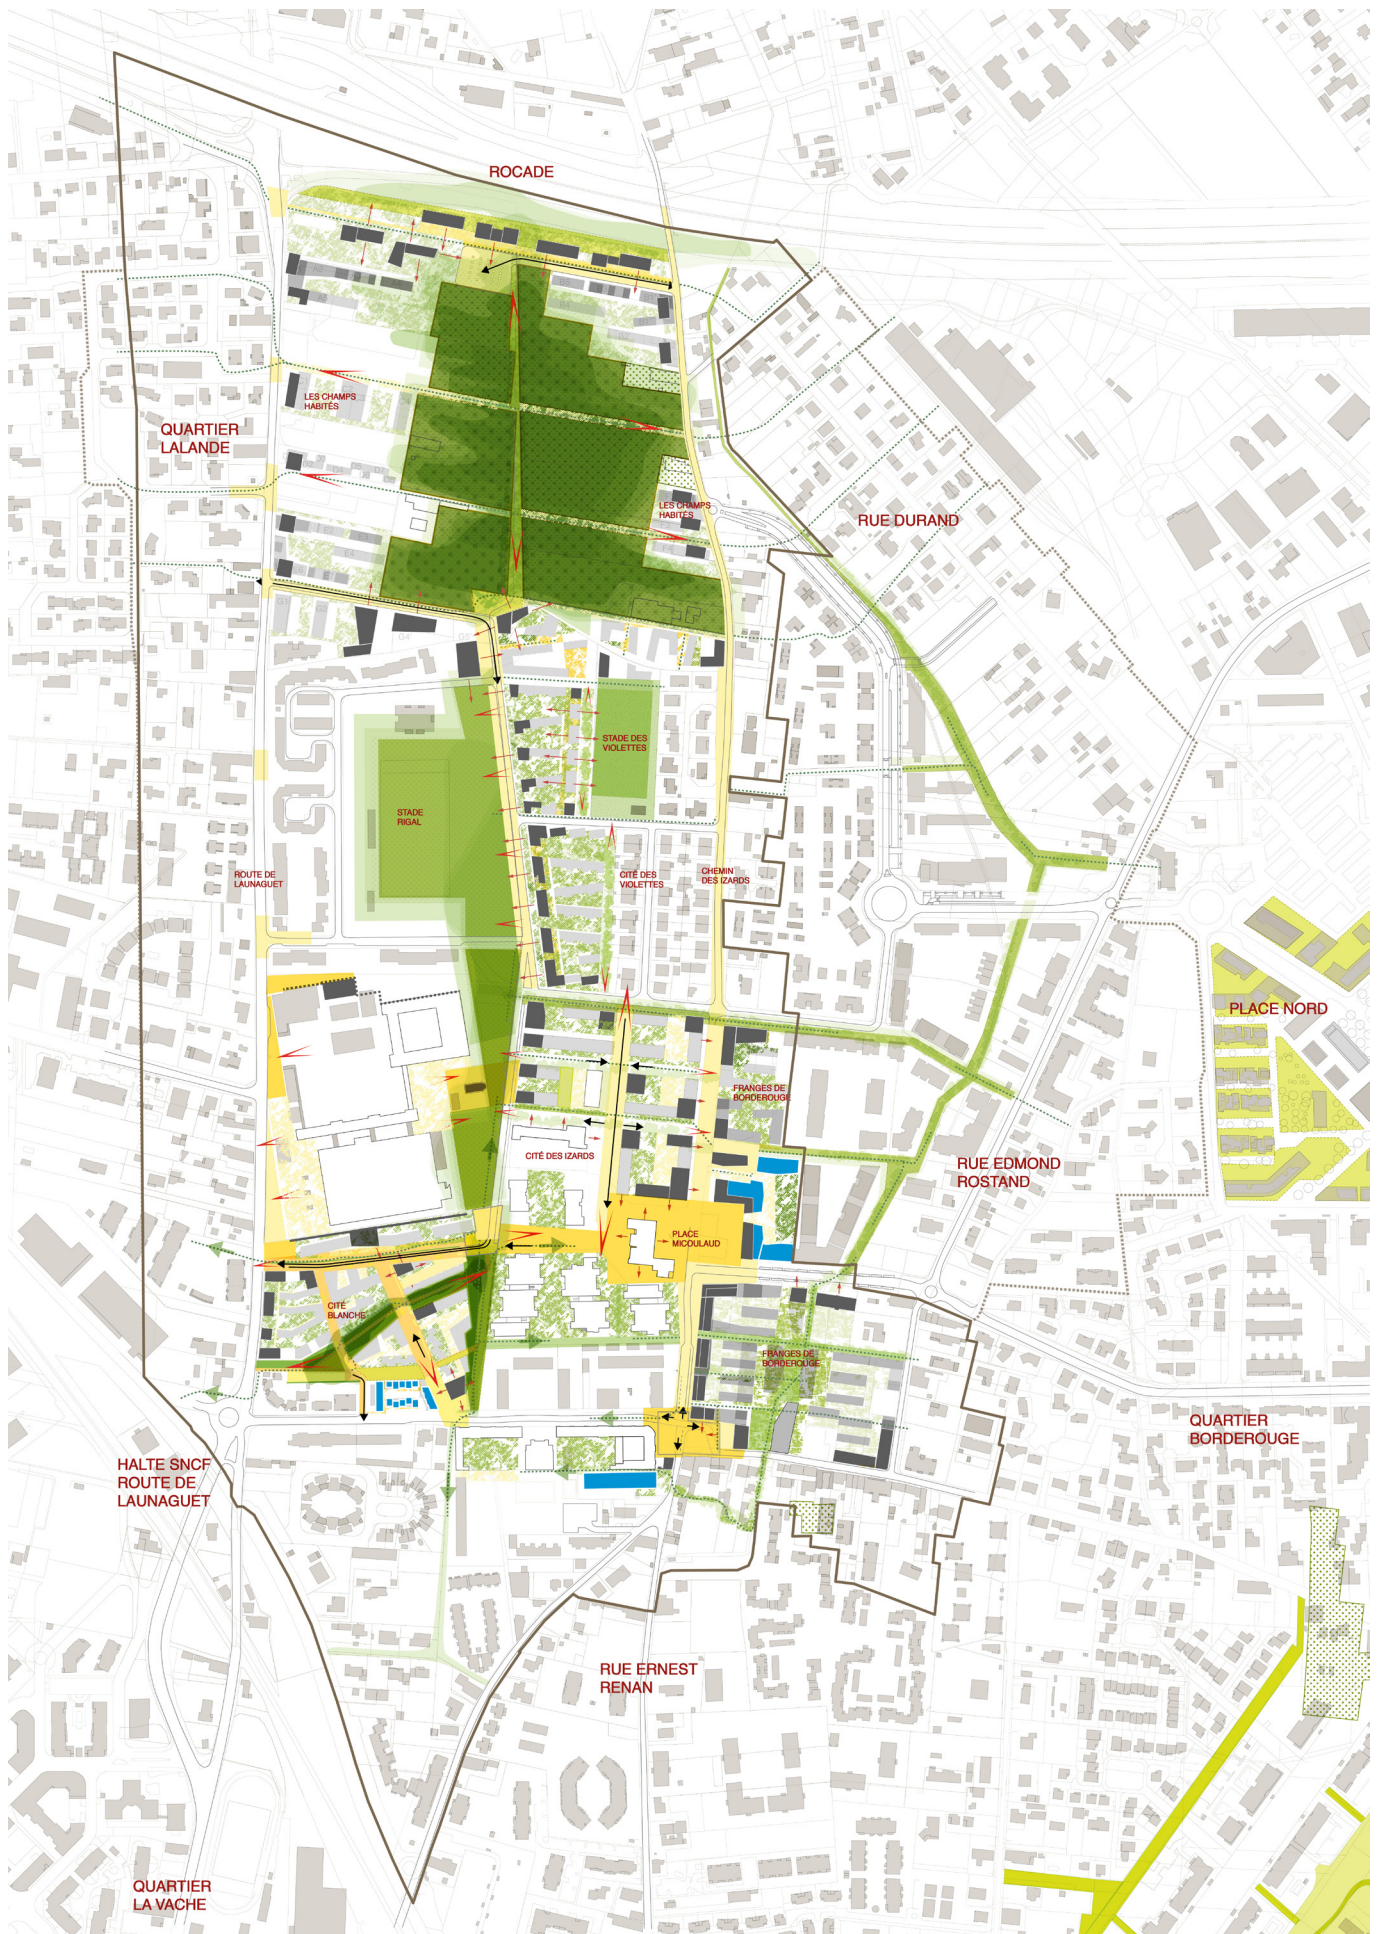 ROCADE
LES CHAMPS
HABITÉS
QUARTIER
LALANDE
LES CHAMPS
HABITÉS
RUE DURAND
STADE DES
VIOLETTES
STADE
RIGAL
ROUTE DE
LAUNAGUET
CITÉ DES
VIOLETTES
CHEMIN
DES IZARDS
PLACE NORD
FRANGES DE
BORDEROUGE
CITÉ DES IZARDS
RUE EDMOND
ROSTAND
PLACE
MICOULAUD
CITÉ
BLANCHE
FRANGES DE
BORDEROUGE
QUARTIER
BORDEROUGE
HALTE SNCF
ROUTE DE
LAUNAGUET
RUE ERNEST
RENAN
QUARTIER
LA VACHE